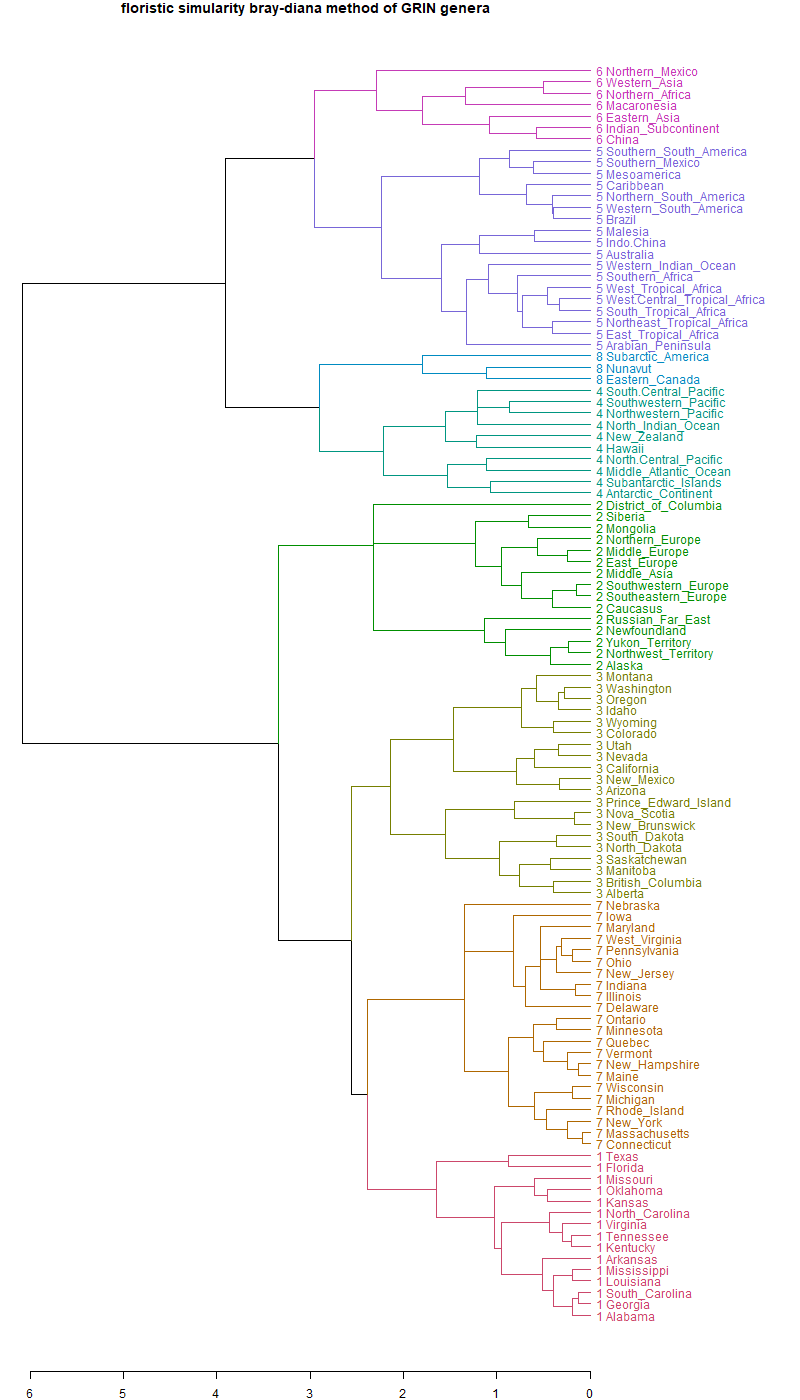 floristic simularity bray-diana method of GRIN genera
6 Northern_Mexico
6 Western_Asia
6 Northern_Africa
6 Macaronesia
6 Eastern_Asia
6 Indian_Subcontinent
6 China
5 Southern_South_America
5 Southern_Mexico
5 Mesoamerica
5 Caribbean
5 Northern_South_America
5 Western_South_America
5 Brazil
5 Malesia
5 Indo.China
5 Australia
5 Western_Indian_Ocean
5 Southern_Africa
5 West_Tropical_Africa
5 West.Central_Tropical_Africa
5 South_Tropical_Africa
5 Northeast_Tropical_Africa
5 East_Tropical_Africa
5 Arabian_Peninsula
8 Subarctic_America
8 Nunavut
8 Eastern_Canada
4 South.Central_Pacific
4 Southwestern_Pacific
4 Northwestern_Pacific
4 North_Indian_Ocean
4 New_Zealand
4 Hawaii
4 North.Central_Pacific
4 Middle_Atlantic_Ocean
4 Subantarctic_Islands
4 Antarctic_Continent
2 District_of_Columbia
2 Siberia
2 Mongolia
2 Northern_Europe
2 Middle_Europe
2 East_Europe
2 Middle_Asia
2 Southwestern_Europe
2 Southeastern_Europe
2 Caucasus
2 Russian_Far_East
2 Newfoundland
2 Yukon_Territory
2 Northwest_Territory
2 Alaska
3 Montana
3 Washington
3 Oregon
3 Idaho
3 Wyoming
3 Colorado
3 Utah
3 Nevada
3 California
3 New_Mexico
3 Arizona
3 Prince_Edward_Island
3 Nova_Scotia
3 New_Brunswick
3 South_Dakota
3 North_Dakota
3 Saskatchewan
3 Manitoba
3 British_Columbia
3 Alberta
7 Nebraska
7 Iowa
7 Maryland
7 West_Virginia
7 Pennsylvania
7 Ohio
7 New_Jersey
7 Indiana
7 Illinois
7 Delaware
7 Ontario
7 Minnesota
7 Quebec
7 Vermont
7 New_Hampshire
7 Maine
7 Wisconsin
7 Michigan
7 Rhode_Island
7 New_York
7 Massachusetts
7 Connecticut
1 Texas
1 Florida
1 Missouri
1 Oklahoma
1 Kansas
1 North_Carolina
1 Virginia
1 Tennessee
1 Kentucky
1 Arkansas
1 Mississippi
1 Louisiana
1 South_Carolina
1 Georgia
1 Alabama
6 5 4 3 2 1 0